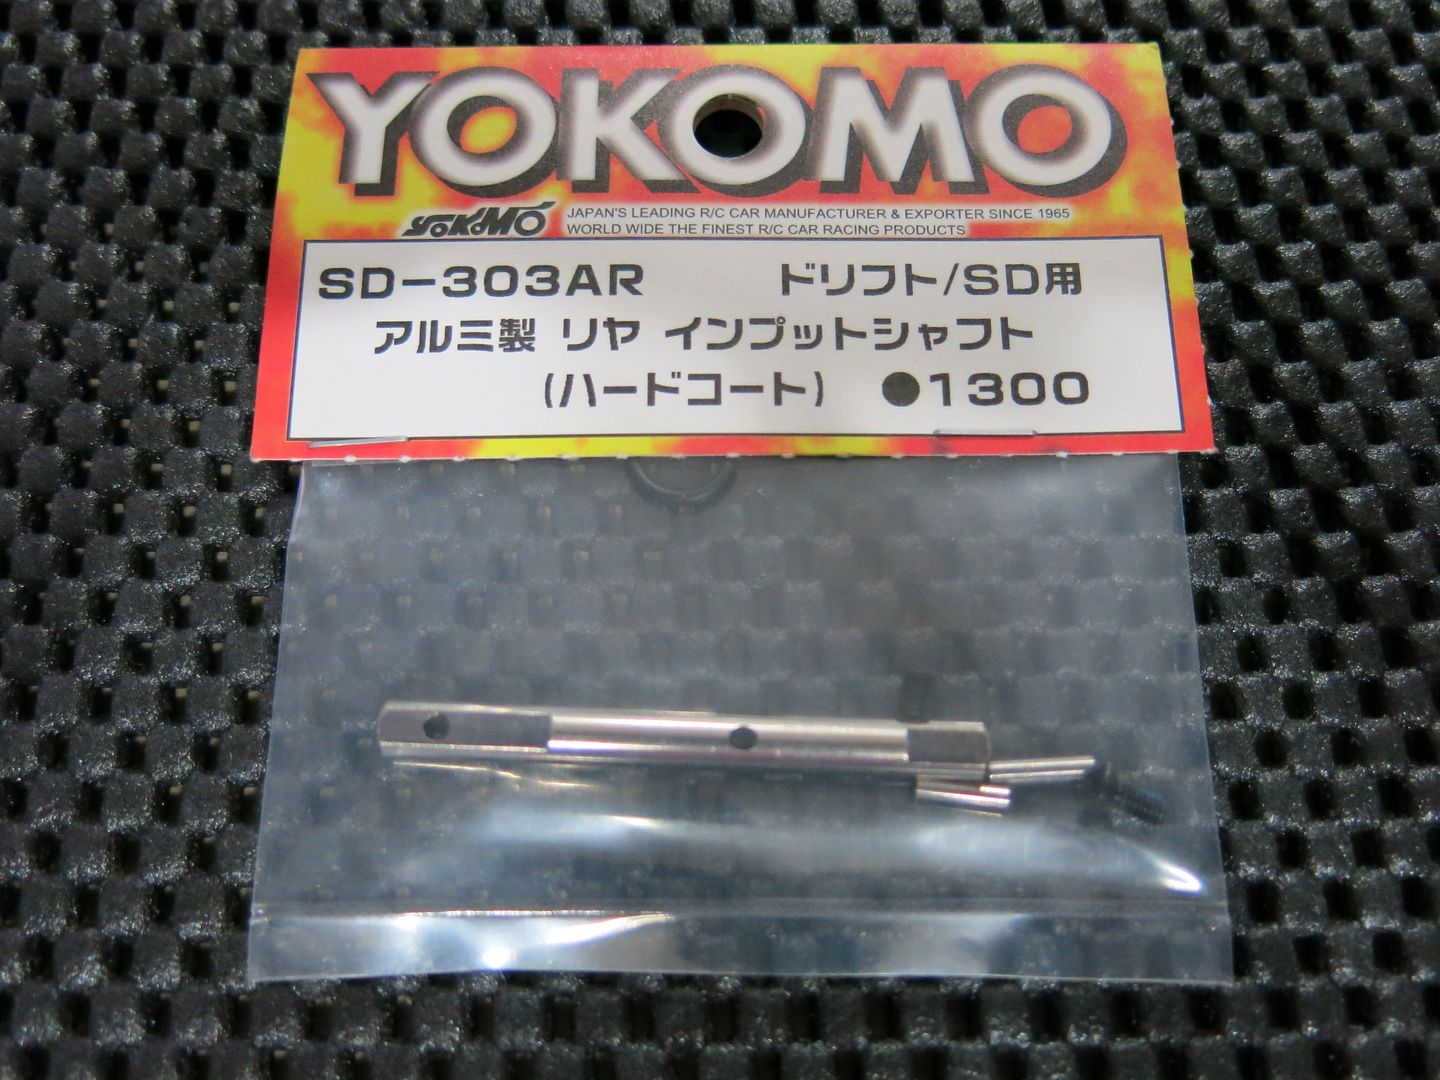 YOKOMO
YOKOMO JAPAN'S LEADING R/C CAR MANUFACTURER & EXPORTER SINCE 1965
WORLD WIDE THE FINEST R/C CAR RACING PRODUCTS
SD-303AR ドリフト/SD用
アルミ製 リヤ インプットシャフト
(ハードコート) ●1300